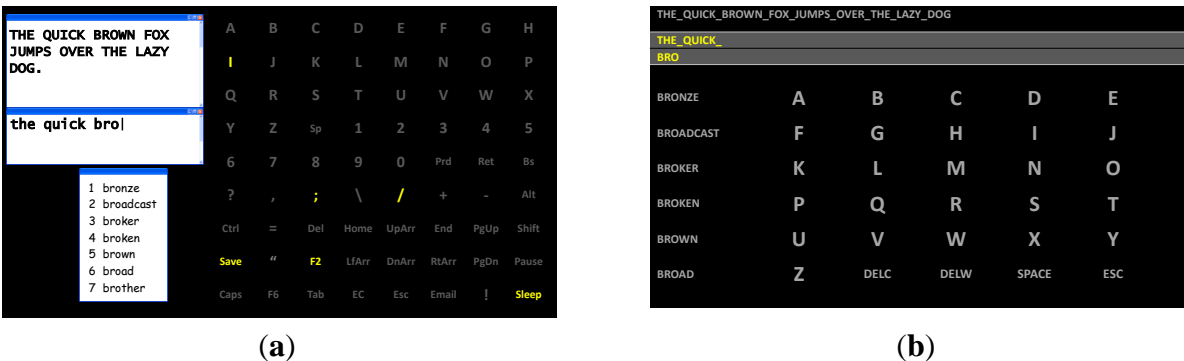 THE QUICK BROWN FOX
JUMPS OVER THE LAZY
DOG.
the quick bro|
1 bronze
2 broadcast
3 broker
4 broken
5 brown
6 broad
7 brother
A B C D E F G H
I J K L M N O P
Q R S T U V W X
Y Z Sp 1 2 3 4 5
6 7 8 9 0 Prd Ret Bs
? , ; \ / + - Alt
Ctrl = Del Home UpArr End PgUp Shift
Save “ F2 LfArr DnArr RtArr PgDn Pause
Caps F6 Tab EC Esc Email ! Sleep
(a)
THE_QUICK_BROWN_FOX_JUMPS_OVER_THE_LAZY_DOG
THE_QUICK_
BRO
BRONZE A B C D E
BROADCAST F G H I J
BROKER K L M N O
BROKEN P Q R S T
BROWN U V W X Y
BROAD Z DELC DELW SPACE ESC
(b)